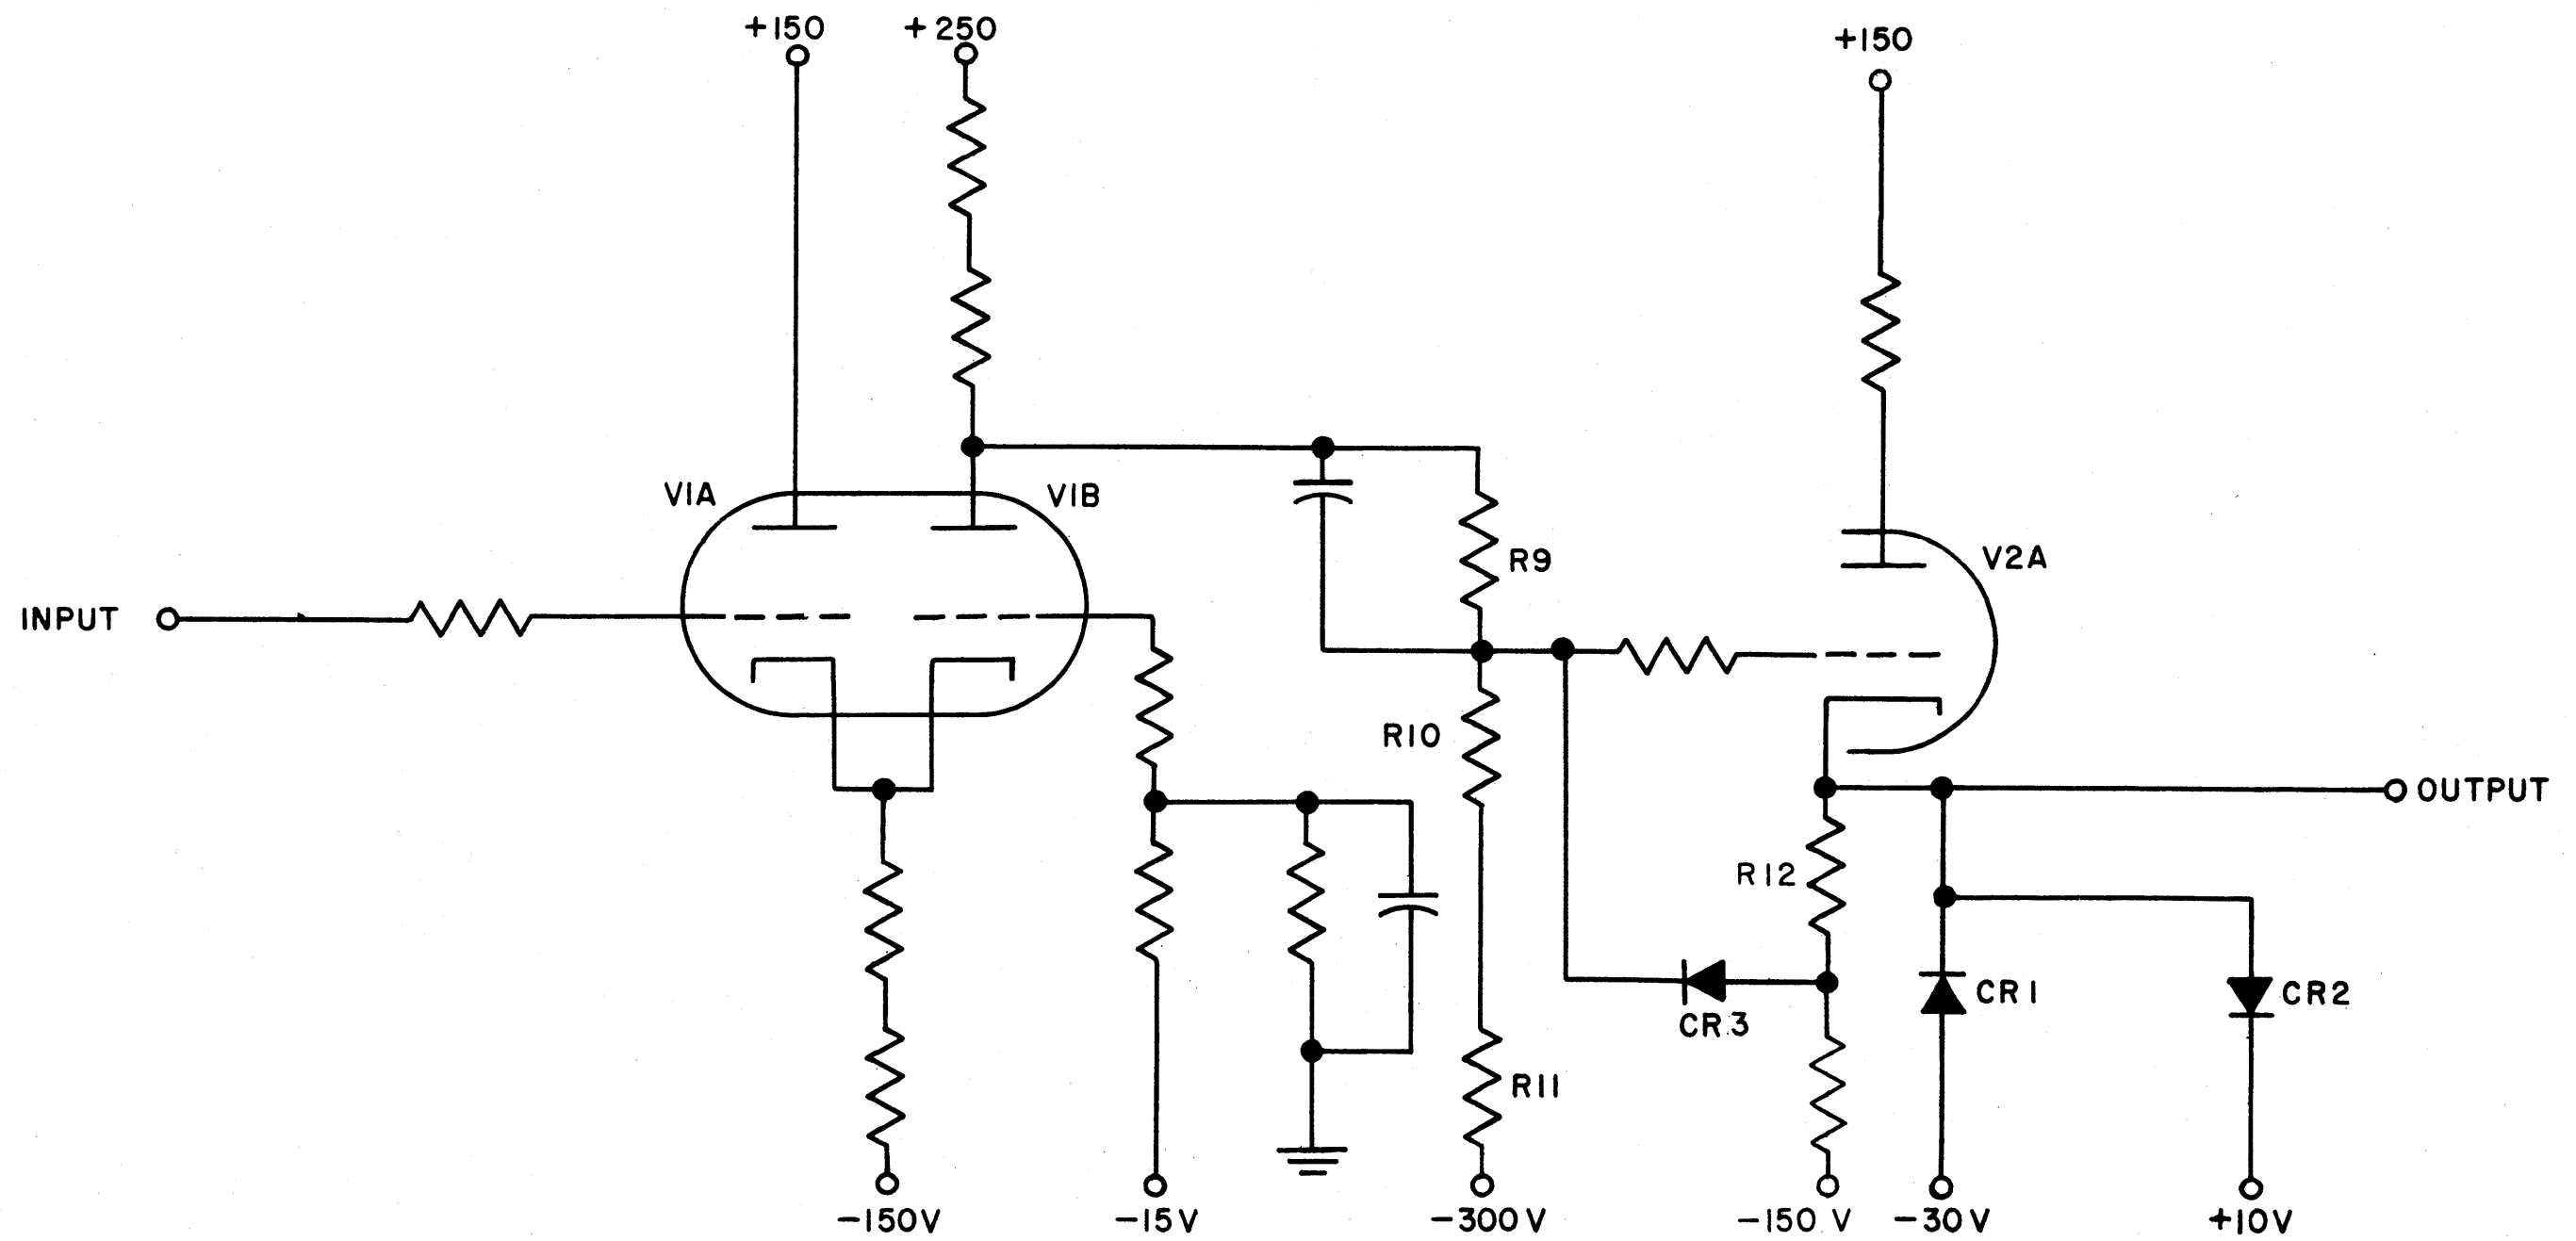 +150
+250
+150
V1A
V1B
V2A
R9
INPUT
R10
OUTPUT
R12
CR1
CR2
CR3
R11
-150V
-15V
-300V
-150 V
-30V
+10V